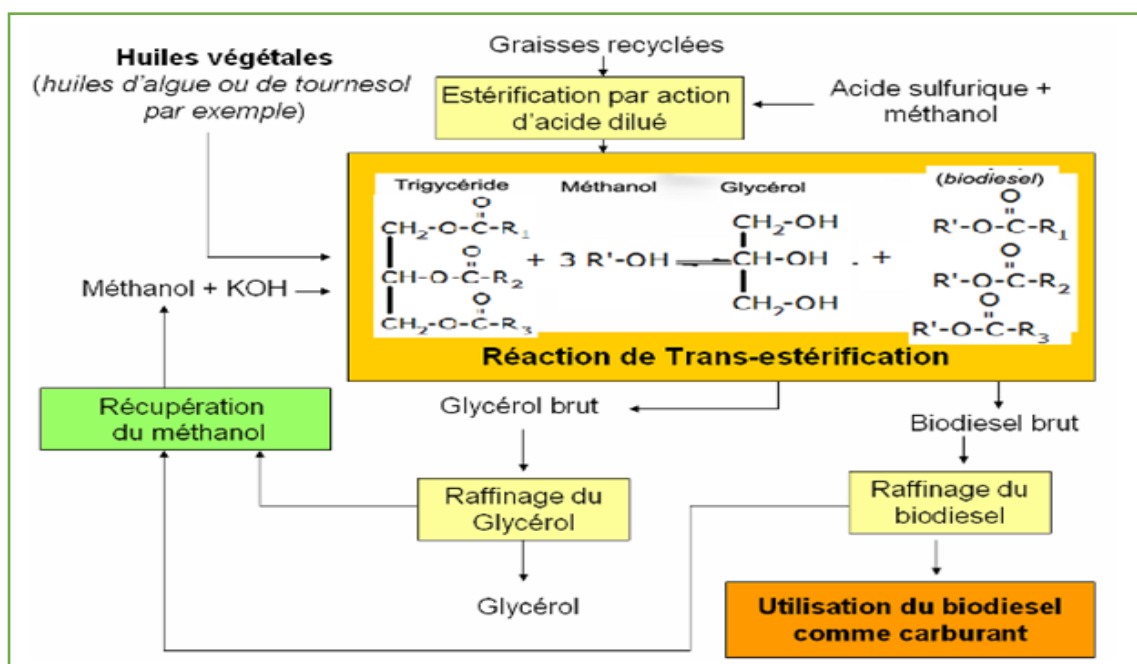 Huiles végétales
(huiles d'algue ou de tournesol
par exemple)
Graisses recyclées
Estérification par action
d'acide dilué
Acide sulfurique +
méthanol
Trigycéride
Méthanol
Glycérol
(biodiesel)
O
CH2-O-C-R1
O
CH-O-C-R2
O
CH2-O-C-R3
+ 3 R'-OH
CH2-OH
CH-OH
CH2-OH
. +
O
R'-O-C-R1
O
R'-O-C-R2
O
R'-O-C-R3
Réaction de Trans-estérification
Méthanol + KOH
Récupération
du méthanol
Glycérol brut
Biodiesel brut
Raffinage du
Glycérol
Raffinage du
biodiesel
Glycérol
Utilisation du biodiesel
comme carburant